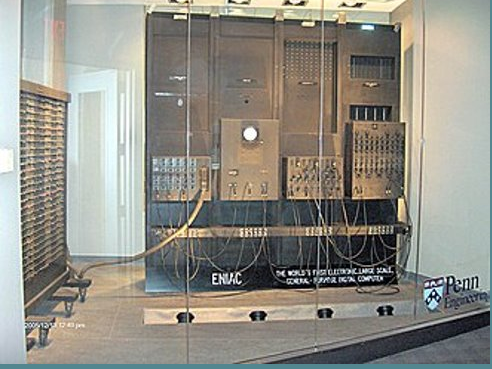 ENIAC
THE WORLD'S FIRST ELECTRONIC, LARGE SCALE,
GENERAL-PURPOSE DIGITAL COMPUTER
Penn
Engineering